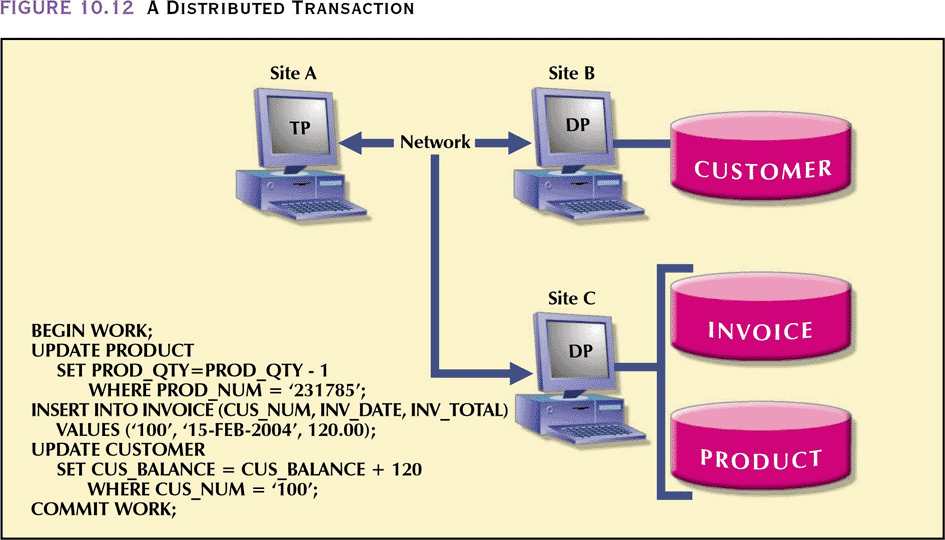 FIGURE 10.12 A DISTRIBUTED TRANSACTION
Site A
Site B
TP
Network
DP
CUSTOMER
Site C
DP
INVOICE
PRODUCT
BEGIN WORK;
UPDATE PRODUCT
SET PROD_QTY=PROD_QTY - 1
WHERE PROD_NUM = ‘231785’;
INSERT INTO INVOICE (CUS_NUM, INV_DATE, INV_TOTAL)
VALUES (‘100’, ‘15-FEB-2004’, 120.00);
UPDATE CUSTOMER
SET CUS_BALANCE = CUS_BALANCE + 120
WHERE CUS_NUM = ‘100’;
COMMIT WORK;